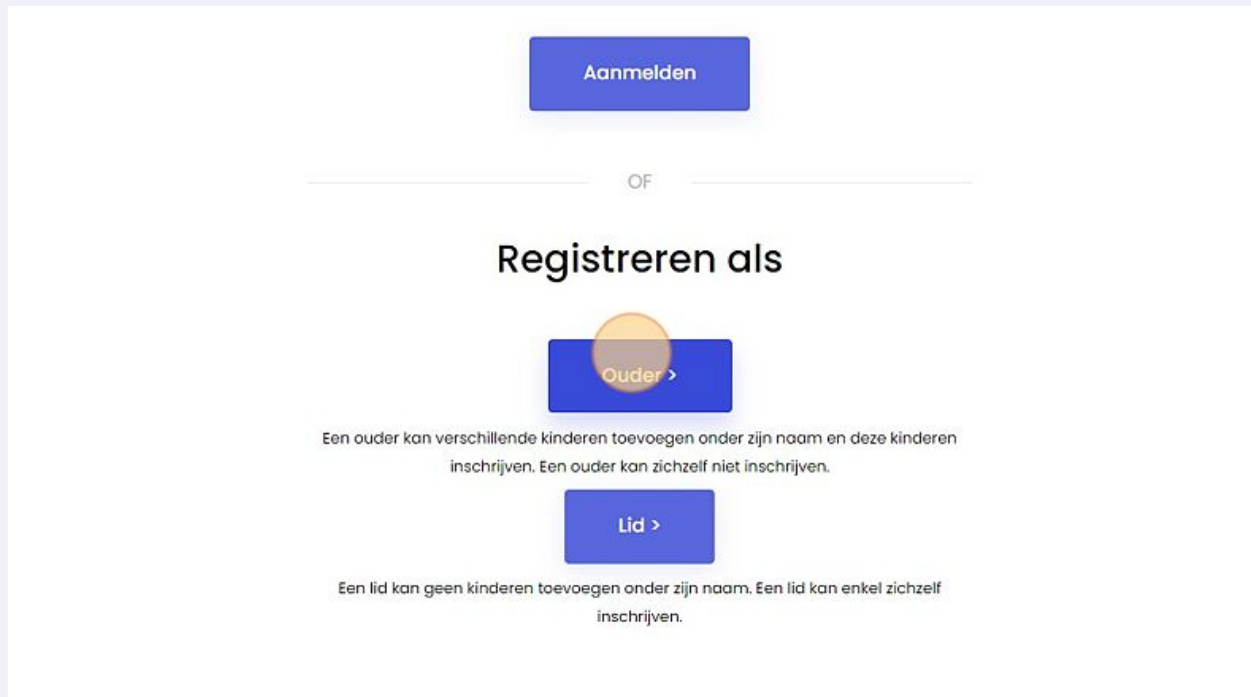 Aanmelden
OF
Registreren als
Ouder >
Een ouder kan verschillende kinderen toevoegen onder zijn naam en deze kinderen
inschrijven. Een ouder kan zichzelf niet inschrijven.
Lid >
Een lid kan geen kinderen toevoegen onder zijn naam. Een lid kan enkel zichzelf
inschrijven.